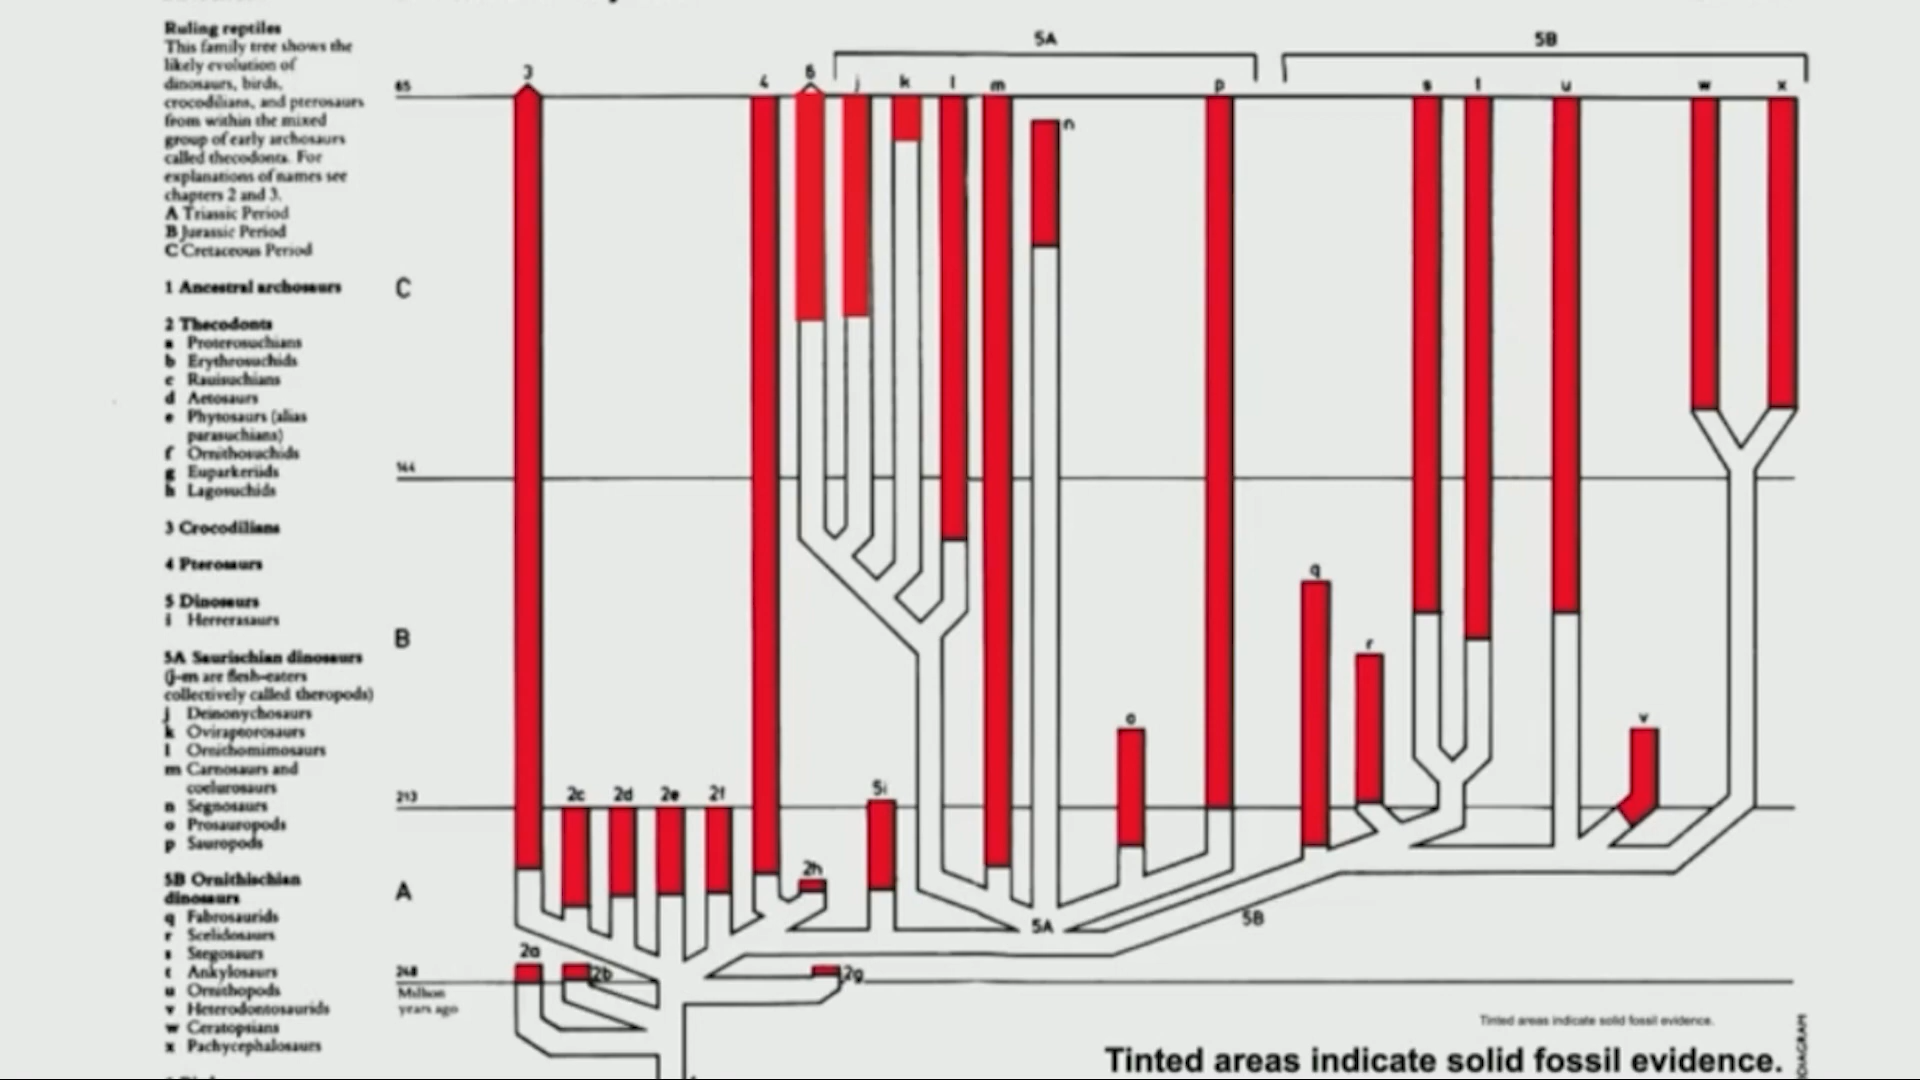 Ruling reptiles
This family tree shows the
likely evolution of
dinosaurs, birds,
crocodilians, and pterosaurs
from within the mixed
group of early archosaurs
called thecodonts. For
explanations of names see
chapters 2 and 3.
A Triassic Period
B Jurassic Period
C Cretaceous Period
1 Ancestral archosaurs
2 Thecodonts
a Proterosuchians
b Erythrosuchids
c Rauisuchians
d Aetosaurs
e Phytosaurs (alias
parasuchians)
f Ornithosuchids
g Euparkeriids
h Lagosuchids
3 Crocodilians
4 Pterosaurs
5 Dinosaurs
i Herrerasaurs
5A Saurischian dinosaurs
(j-m are flesh-eaters
collectively called theropods)
j Deinonychosaurs
k Oviraptorosaurs
l Ornithomimosaurs
m Carnosaurs and
coelurosaurs
n Segnosaurs
o Prosauropods
p Sauropods
5B Ornithischian
dinosaurs
q Fabrosaurids
r Scelidosaurs
s Stegosaurs
t Ankylosaurs
u Ornithopods
v Heterodontosaurids
w Ceratopsians
x Pachycephalosaurs
5A 5B
3 4 6 j k l m p s t u w x
65
n
C
144
q
B
r
o v
213 2c 2d 2e 2f 5i
2h
A
5A 5B
2a
248 2b 2g
Million
years ago
Tinted areas indicate solid fossil evidence.
Tinted areas indicate solid fossil evidence.
DIAGRAM